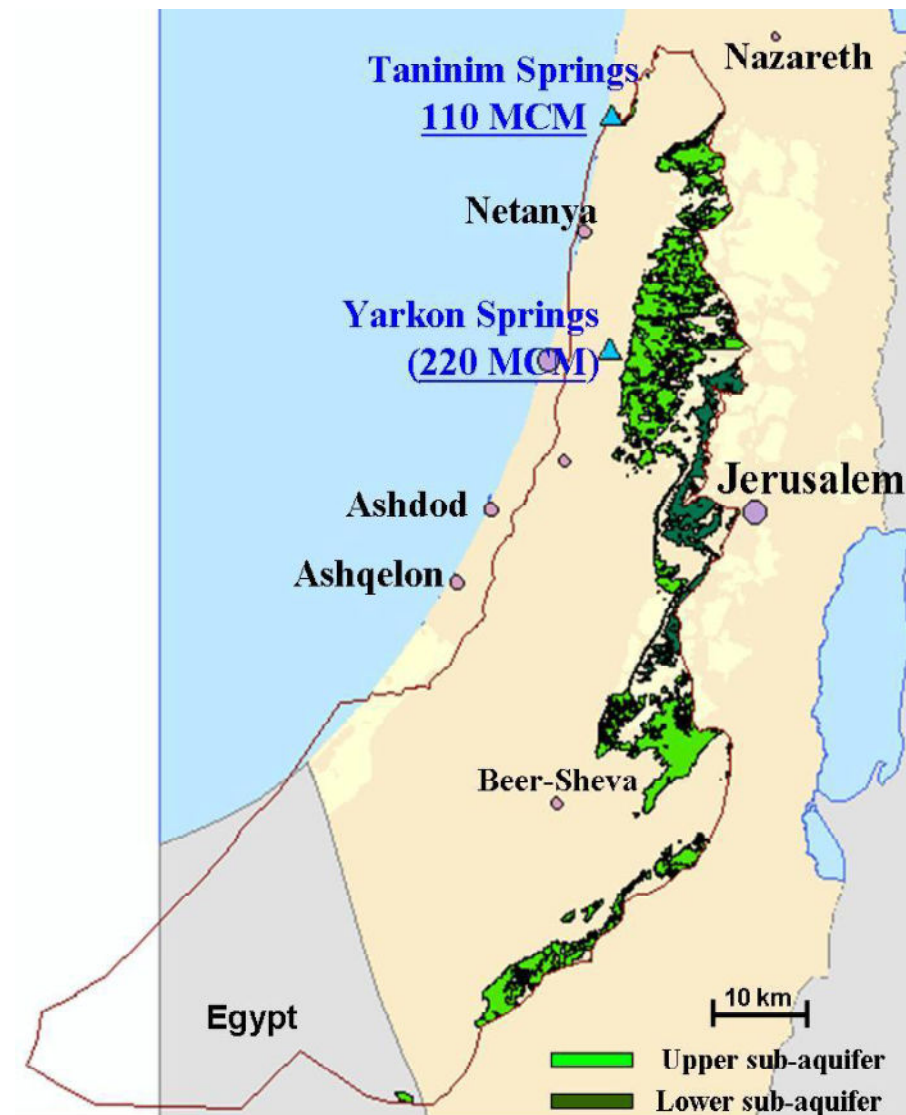 Nazareth
Taninim Springs
110 MCM
Netanya
Yarkon Springs
(220 MCM)
Jerusalem
Ashdod
Ashqelon
Beer-Sheva
10 km
Egypt
Upper sub-aquifer
Lower sub-aquifer